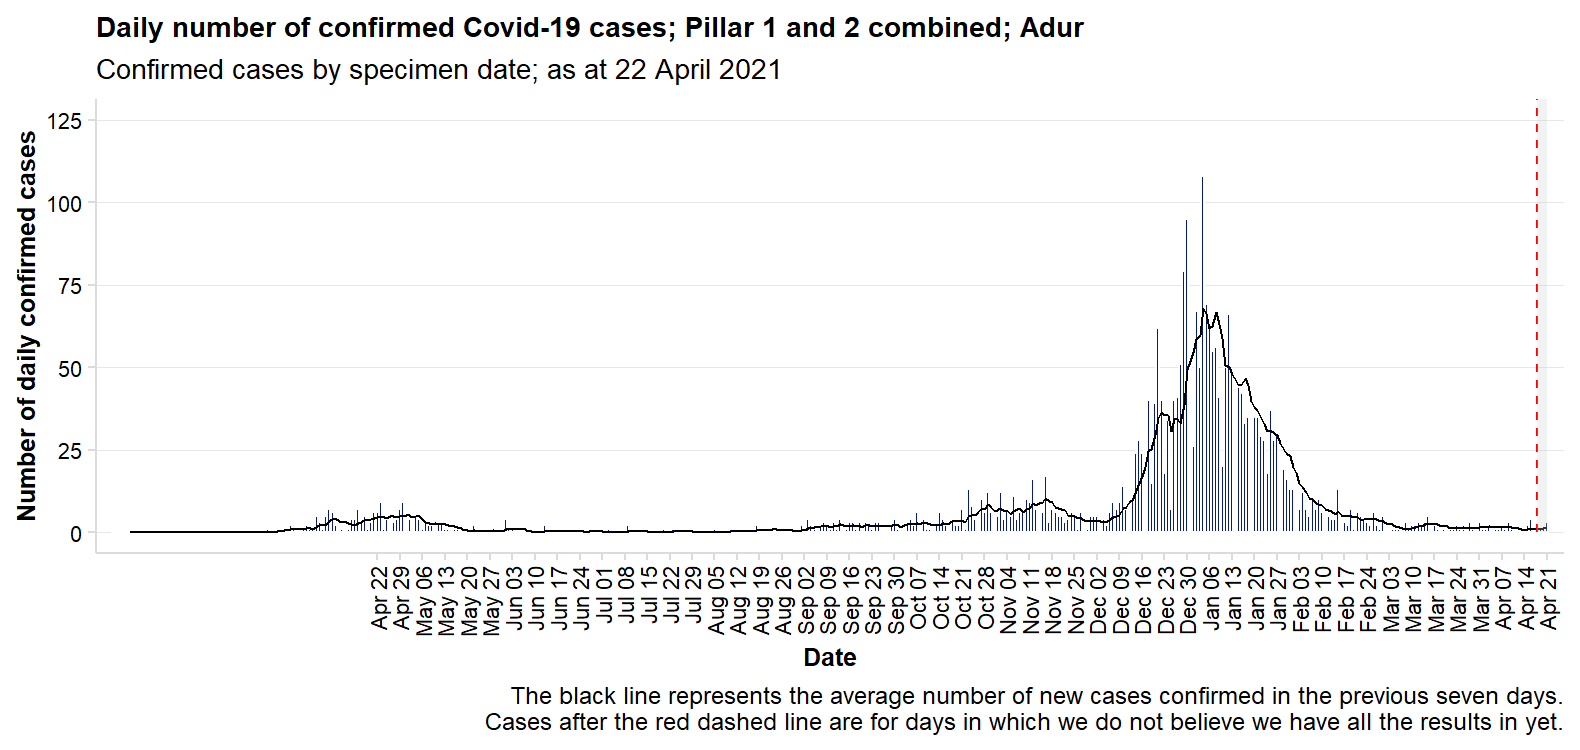 Daily number of confirmed Covid-19 cases; Pillar 1 and 2 combined; Adur
Confirmed cases by specimen date; as at 22 April 2021
Number of daily confirmed cases
125
100
75
50
25
0
Apr 22
Apr 29
May 06
May 13
May 20
May 27
Jun 03
Jun 10
Jun 17
Jun 24
Jul 01
Jul 08
Jul 15
Jul 22
Jul 29
Aug 05
Aug 12
Aug 19
Aug 26
Sep 02
Sep 09
Sep 16
Sep 23
Sep 30
Oct 07
Oct 14
Oct 21
Oct 28
Nov 04
Nov 11
Nov 18
Nov 25
Dec 02
Dec 09
Dec 16
Dec 23
Dec 30
Jan 06
Jan 13
Jan 20
Jan 27
Feb 03
Feb 10
Feb 17
Feb 24
Mar 03
Mar 10
Mar 17
Mar 24
Mar 31
Apr 07
Apr 14
Apr 21
Date
The black line represents the average number of new cases confirmed in the previous seven days.
Cases after the red dashed line are for days in which we do not believe we have all the results in yet.